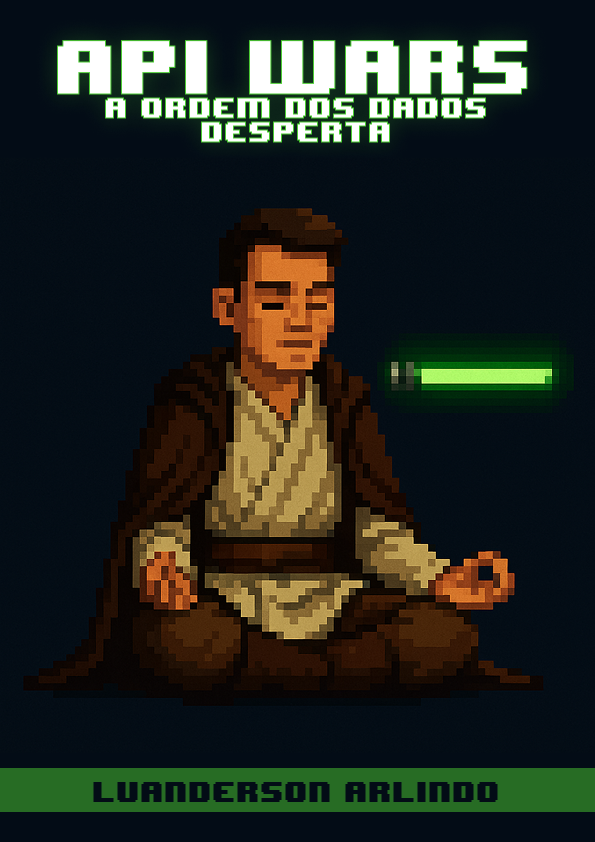 API WARS
A ORDEM DOS DADOS
DESPERTA
LUANDERSON ARLINDO